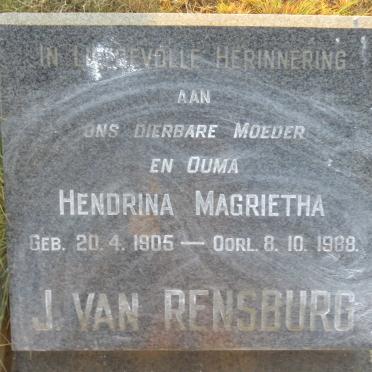 IN LIEFDEVOLLE HERINNERING
AAN
ONS DIERBARE MOEDER
EN OUMA
HENDRINA MAGRIETHA
GEB. 20. 4. 1905 — OORL. 8. 10. 1988.
J. VAN RENSBURG